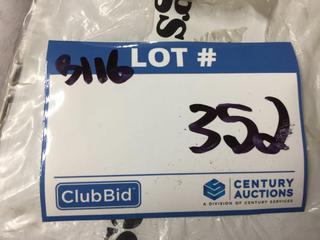 S116 LOT #
352
ClubBid
CENTURY
AUCTIONS
A DIVISION OF CENTURY SERVICES